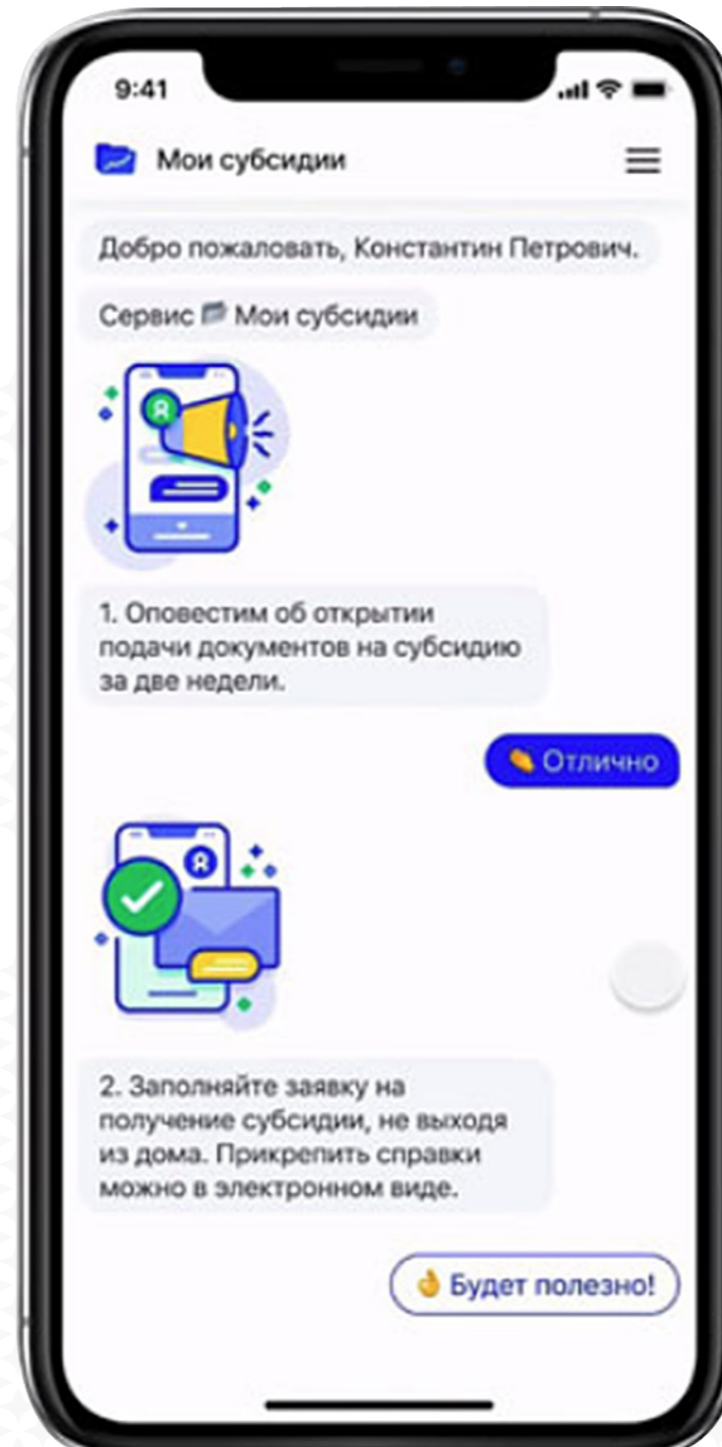 9:41
Мои субсидии
Добро пожаловать, Константин Петрович.
Сервис Мои субсидии
1. Оповестим об открытии
подачи документов на субсидию
за две недели.
👏 Отлично
2. Заполняйте заявку на
получение субсидии, не выходя
из дома. Прикрепить справки
можно в электронном виде.
👌 Будет полезно!